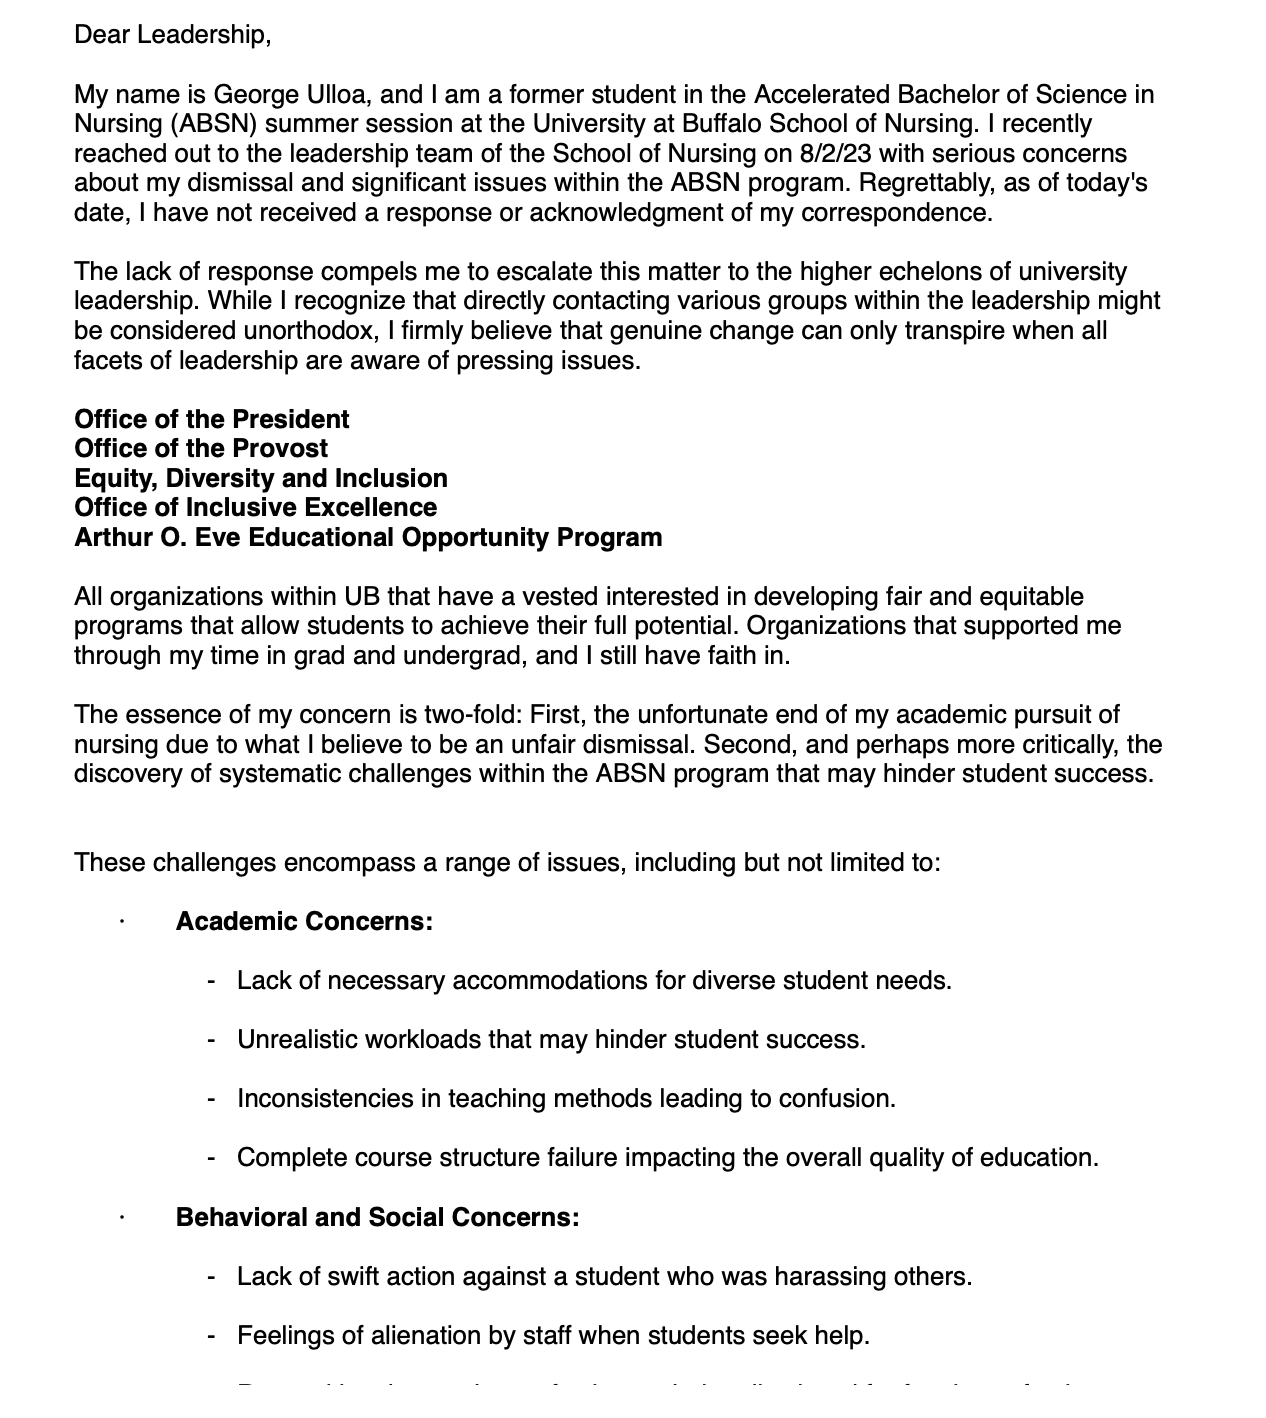 Dear Leadership,
My name is George Ulloa, and I am a former student in the Accelerated Bachelor of Science in
Nursing (ABSN) summer session at the University at Buffalo School of Nursing. I recently
reached out to the leadership team of the School of Nursing on 8/2/23 with serious concerns
about my dismissal and significant issues within the ABSN program. Regrettably, as of today's
date, I have not received a response or acknowledgment of my correspondence.
The lack of response compels me to escalate this matter to the higher echelons of university
leadership. While I recognize that directly contacting various groups within the leadership might
be considered unorthodox, I firmly believe that genuine change can only transpire when all
facets of leadership are aware of pressing issues.
Office of the President
Office of the Provost
Equity, Diversity and Inclusion
Office of Inclusive Excellence
Arthur O. Eve Educational Opportunity Program
All organizations within UB that have a vested interested in developing fair and equitable
programs that allow students to achieve their full potential. Organizations that supported me
through my time in grad and undergrad, and I still have faith in.
The essence of my concern is two-fold: First, the unfortunate end of my academic pursuit of
nursing due to what I believe to be an unfair dismissal. Second, and perhaps more critically, the
discovery of systematic challenges within the ABSN program that may hinder student success.
These challenges encompass a range of issues, including but not limited to:
· Academic Concerns:
- Lack of necessary accommodations for diverse student needs.
- Unrealistic workloads that may hinder student success.
- Inconsistencies in teaching methods leading to confusion.
- Complete course structure failure impacting the overall quality of education.
· Behavioral and Social Concerns:
- Lack of swift action against a student who was harassing others.
- Feelings of alienation by staff when students seek help.